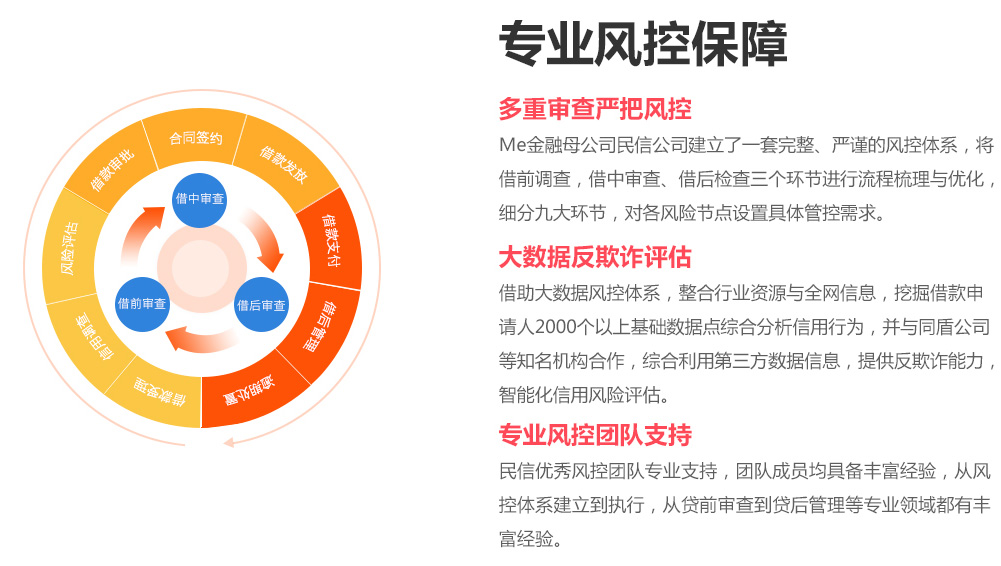 专业风控保障
多重审查严把风控
Me金融母公司民信公司建立了一套完整、严谨的风控体系，将
借前调查，借中审查、借后检查三个环节进行流程梳理与优化，
细分九大环节，对各风险节点设置具体管控需求。
大数据反欺诈评估
借助大数据风控体系，整合行业资源与全网信息，挖掘借款申
请人2000个以上基础数据点综合分析信用行为，并与同盾公司
等知名机构合作，综合利用第三方数据信息，提供反欺诈能力，
智能化信用风险评估。
专业风控团队支持
民信优秀风控团队专业支持，团队成员均具备丰富经验，从风
控体系建立到执行，从贷前审查到贷后管理等专业领域都有丰
富经验。
合同签约
借款发放
借款支付
借后管理
逾期处置
借款受理
信用调查
风险评估
借款审批
借中审查
借后审查
借前审查